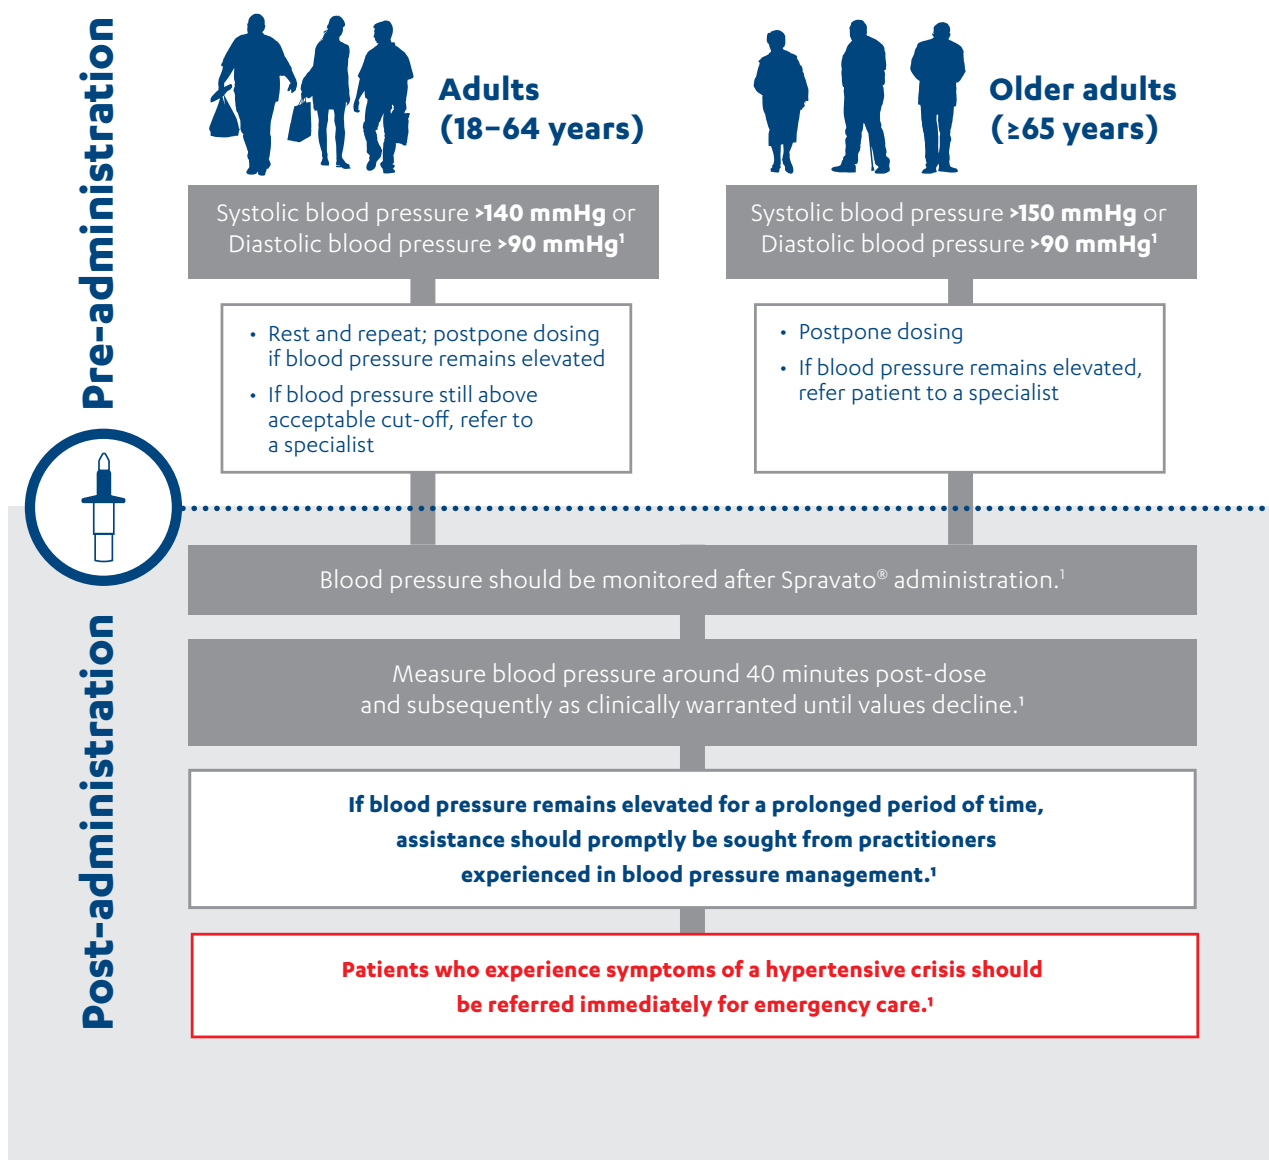 Pre-administration
Adults
(18–64 years)
Systolic blood pressure >140 mmHg or
Diastolic blood pressure >90 mmHg¹
• Rest and repeat; postpone dosing
if blood pressure remains elevated
• If blood pressure still above
acceptable cut-off, refer to
a specialist
Older adults
(≥65 years)
Systolic blood pressure >150 mmHg or
Diastolic blood pressure >90 mmHg¹
• Postpone dosing
• If blood pressure remains elevated,
refer patient to a specialist
Post-administration
Blood pressure should be monitored after Spravato® administration.¹
Measure blood pressure around 40 minutes post-dose
and subsequently as clinically warranted until values decline.¹
If blood pressure remains elevated for a prolonged period of time,
assistance should promptly be sought from practitioners
experienced in blood pressure management.¹
Patients who experience symptoms of a hypertensive crisis should
be referred immediately for emergency care.¹